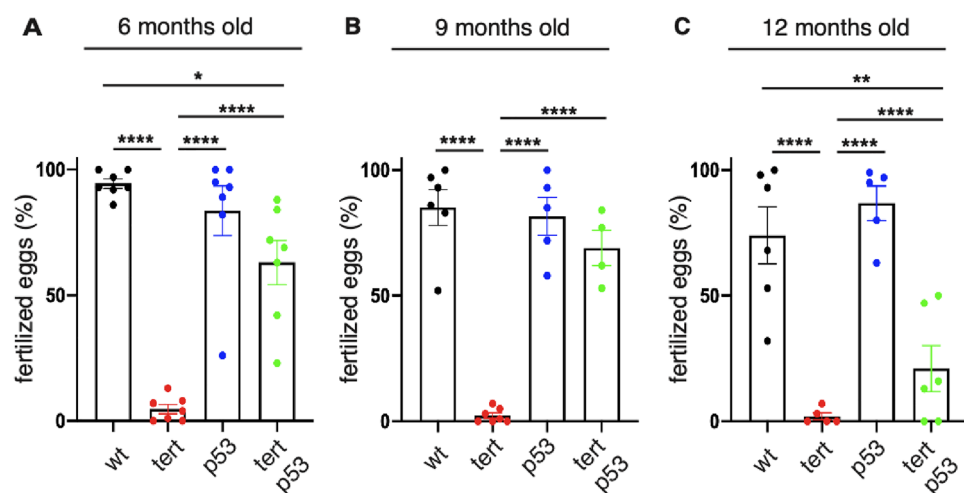 A
6 months old
*
****
**** ****
fertilized eggs (%)
100
50
0
wt
tert
p53
tert
p53
B
9 months old
****
**** ****
fertilized eggs (%)
100
50
0
wt
tert
p53
tert
p53
C
12 months old
**
****
**** ****
fertilized eggs (%)
100
50
0
wt
tert
p53
tert
p53